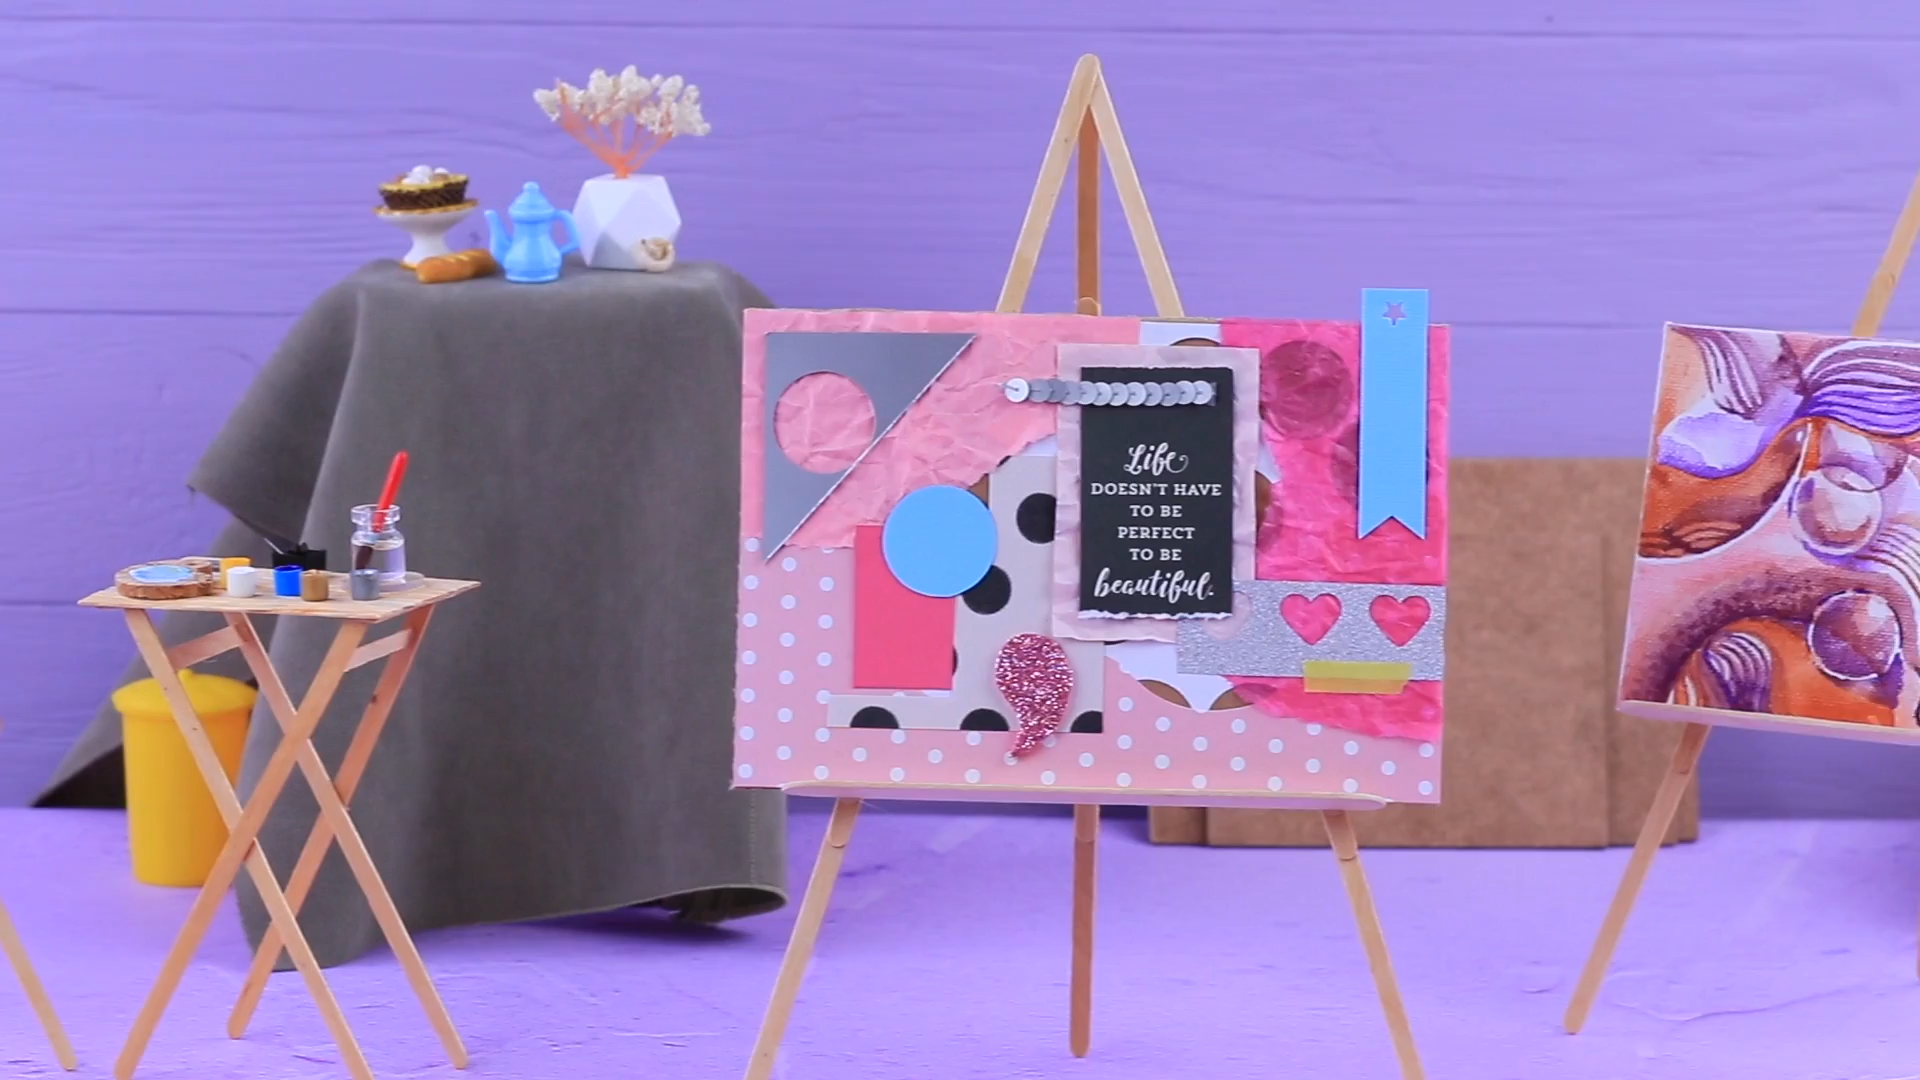 Life
DOESN'T HAVE
TO BE
PERFECT
TO BE
beautiful.